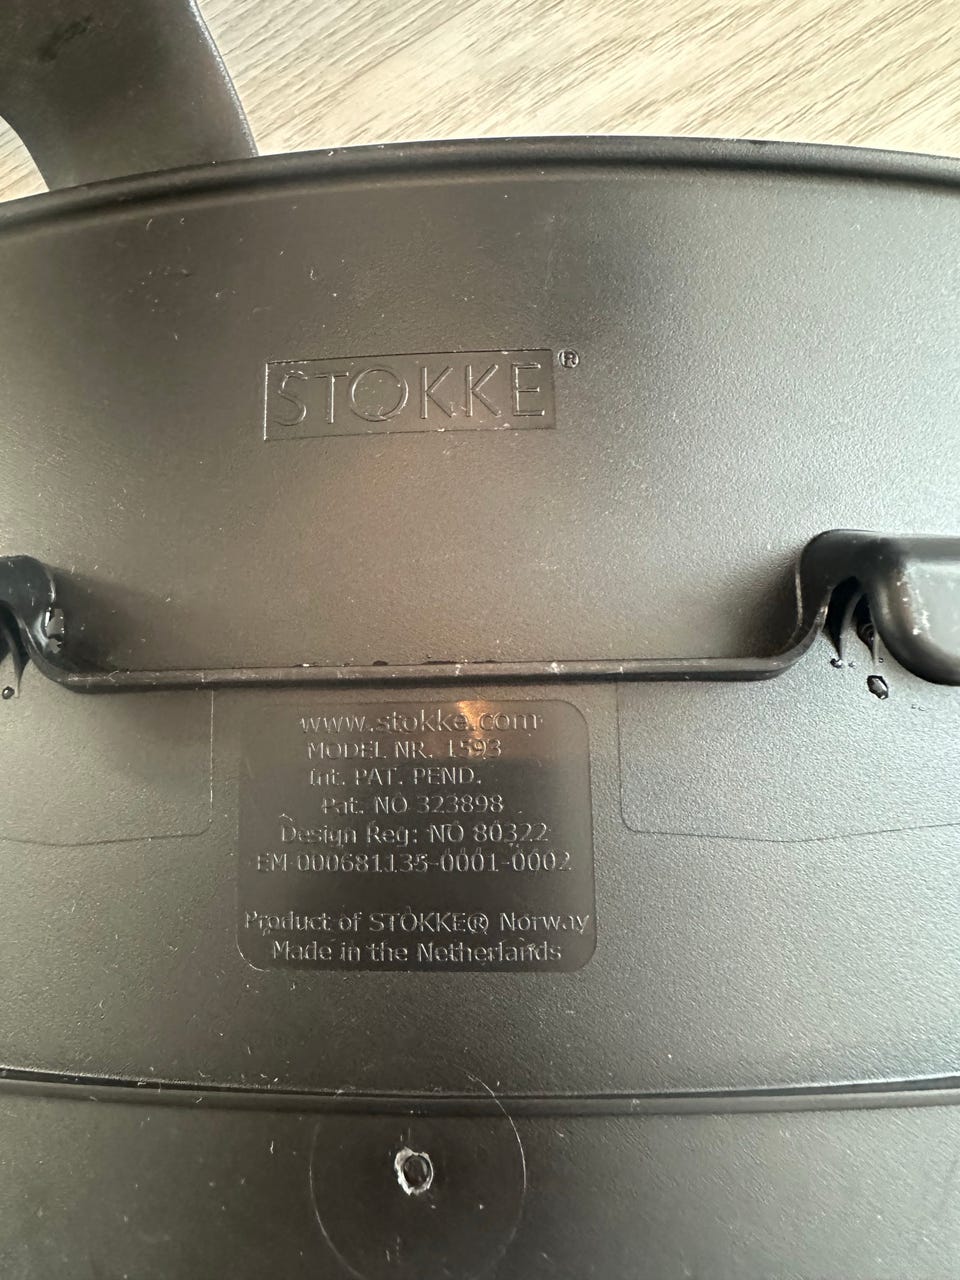 STOKKE®
www.stokke.com
MODEL NR. 1593
Int. PAT. PEND.
Pat. NO 323898
Design Reg: NO 80322
EM 000681135-0001-0002
Product of STOKKE® Norway
Made in the Netherlands